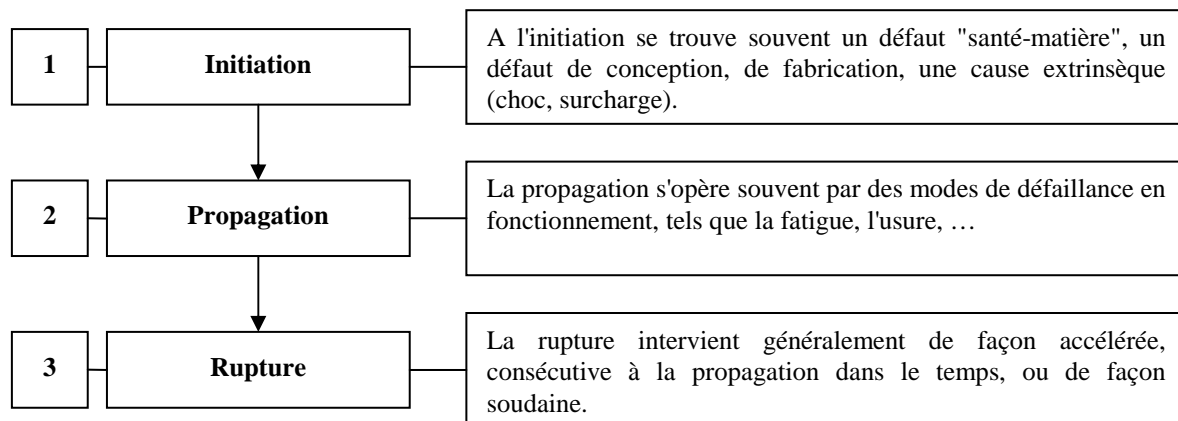 1
Initiation
A l'initiation se trouve souvent un défaut "santé-matière", un
défaut de conception, de fabrication, une cause extrinsèque
(choc, surcharge).
2
Propagation
La propagation s'opère souvent par des modes de défaillance en
fonctionnement, tels que la fatigue, l'usure, …
3
Rupture
La rupture intervient généralement de façon accélérée,
consécutive à la propagation dans le temps, ou de façon
soudaine.